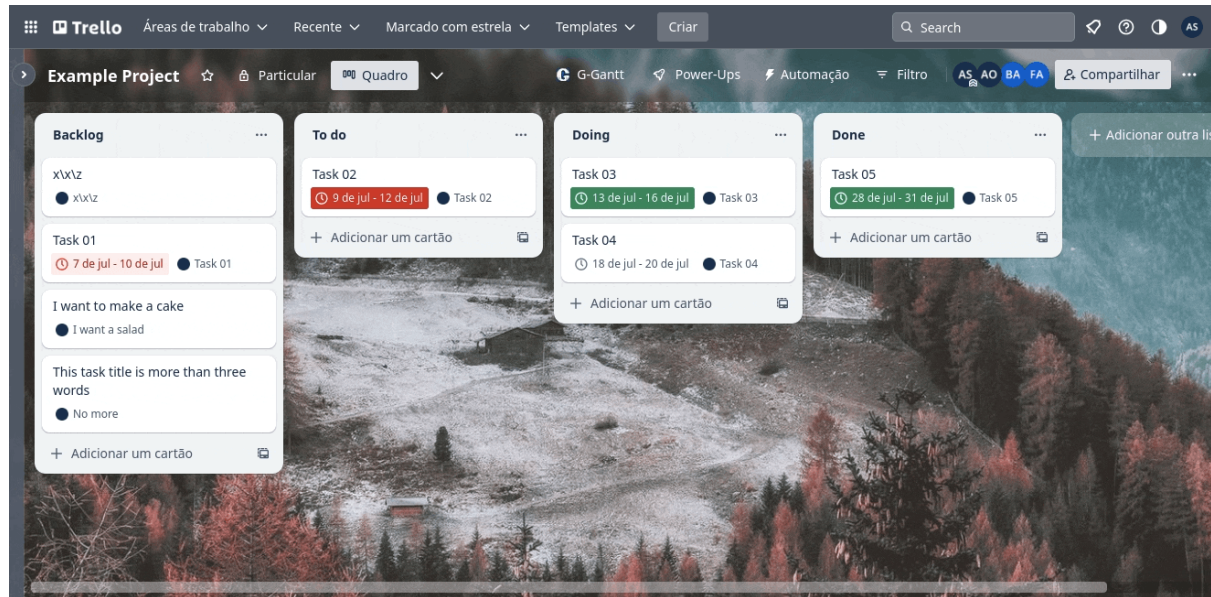 Trello Áreas de trabalho Recente Marcado com estrela Templates Criar Search AS
Example Project Particular Quadro G-Gantt Power-Ups Automação Filtro AS AO BA FA Compartilhar
Backlog
x\x\z
x\x\z
Task 01
7 de jul - 10 de jul Task 01
I want to make a cake
I want a salad
This task title is more than three
words
No more
+ Adicionar um cartão
To do
Task 02
9 de jul - 12 de jul Task 02
+ Adicionar um cartão
Doing
Task 03
13 de jul - 16 de jul Task 03
Task 04
18 de jul - 20 de jul Task 04
+ Adicionar um cartão
Done
Task 05
28 de jul - 31 de jul Task 05
+ Adicionar um cartão
+ Adicionar outra lis